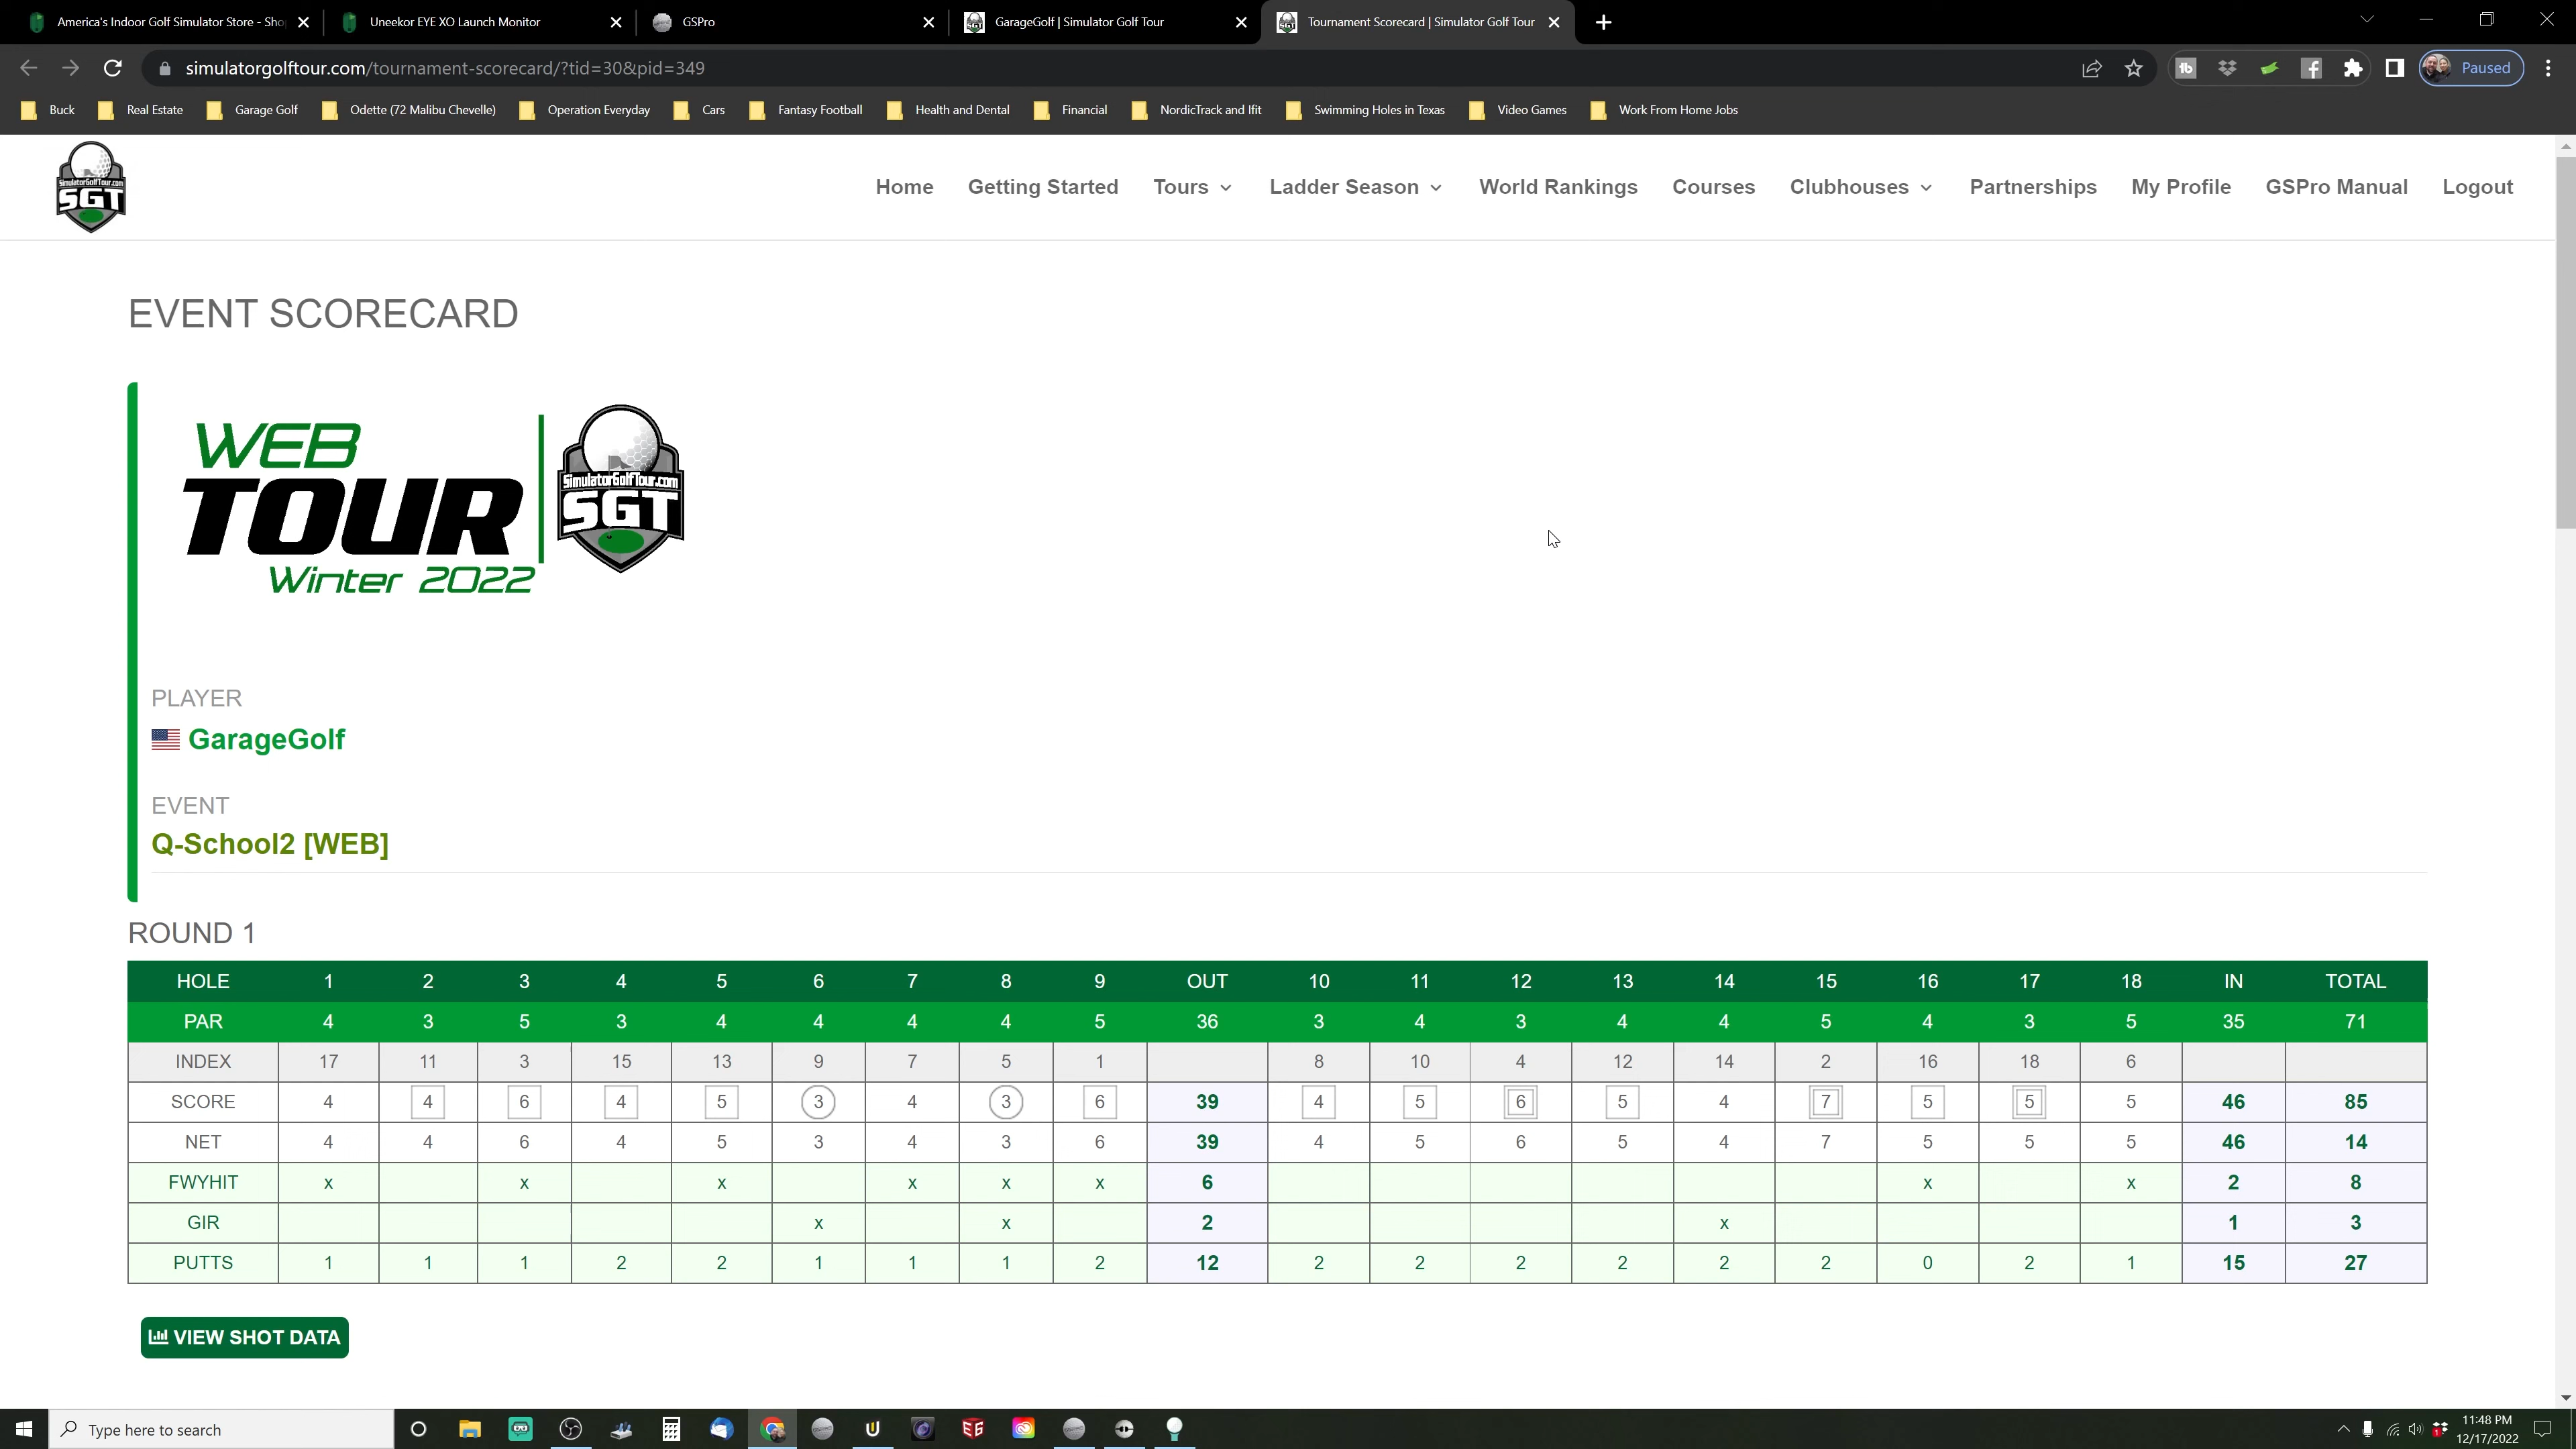 America's Indoor Golf Simulator Store - Sho
Uneekor EYE XO Launch Monitor
GSPro
GarageGolf | Simulator Golf Tour
Tournament Scorecard | Simulator Golf Tour
simulatorgolftour.com/tournament-scorecard/?tid=30&pid=349
Paused
Buck Real Estate Garage Golf Odette (72 Malibu Chevelle) Operation Everyday Cars Fantasy Football Health and Dental Financial NordicTrack and Ifit Swimming Holes in Texas Video Games Work From Home Jobs
SimulatorGolfTour.com
SGT
Home Getting Started Tours Ladder Season World Rankings Courses Clubhouses Partnerships My Profile GSPro Manual Logout
EVENT SCORECARD
WEB
TOUR
Winter 2022
SimulatorGolfTour.com
SGT
PLAYER
GarageGolf
EVENT
Q-School2 [WEB]
ROUND 1
HOLE 1 2 3 4 5 6 7 8 9 OUT 10 11 12 13 14 15 16 17 18 IN TOTAL
PAR 4 3 5 3 4 4 4 4 5 36 3 4 3 4 4 5 4 3 5 35 71
INDEX 17 11 3 15 13 9 7 5 1 8 10 4 12 14 2 16 18 6
SCORE 4 4 6 4 5 3 4 3 6 39 4 5 6 5 4 7 5 5 5 46 85
NET 4 4 6 4 5 3 4 3 6 39 4 5 6 5 4 7 5 5 5 46 14
FWYHIT x x x x x x 6 x x 2 8
GIR x x 2 x 1 3
PUTTS 1 1 1 2 2 1 1 1 2 12 2 2 2 2 2 2 0 2 1 15 27
VIEW SHOT DATA
Type here to search
11:48 PM
12/17/2022